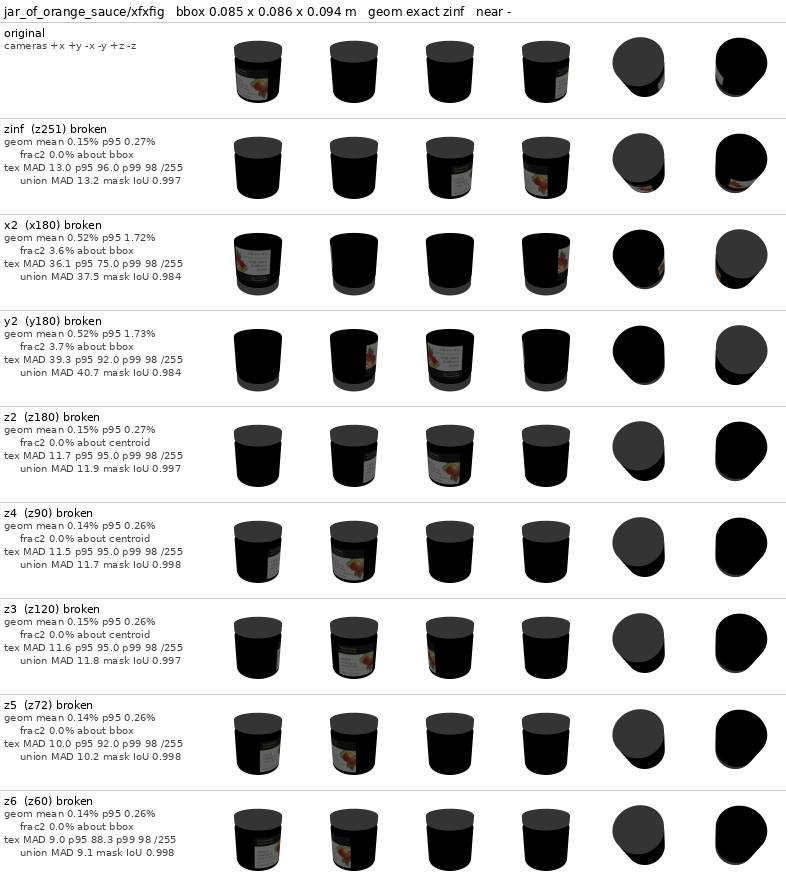 jar_of_orange_sauce/xfxfig   bbox 0.085 x 0.086 x 0.094 m   geom exact zinf   near -
original
cameras +x +y -x -y +z -z
zinf  (z251) broken
geom mean 0.15% p95 0.27%
frac2 0.0% about bbox
tex MAD 13.0 p95 96.0 p99 98 /255
union MAD 13.2 mask IoU 0.997
x2  (x180) broken
geom mean 0.52% p95 1.72%
frac2 3.6% about bbox
tex MAD 36.1 p95 75.0 p99 98 /255
union MAD 37.5 mask IoU 0.984
y2  (y180) broken
geom mean 0.52% p95 1.73%
frac2 3.7% about bbox
tex MAD 39.3 p95 92.0 p99 98 /255
union MAD 40.7 mask IoU 0.984
z2  (z180) broken
geom mean 0.15% p95 0.27%
frac2 0.0% about centroid
tex MAD 11.7 p95 95.0 p99 98 /255
union MAD 11.9 mask IoU 0.997
z4  (z90) broken
geom mean 0.14% p95 0.26%
frac2 0.0% about centroid
tex MAD 11.5 p95 95.0 p99 98 /255
union MAD 11.7 mask IoU 0.998
z3  (z120) broken
geom mean 0.15% p95 0.26%
frac2 0.0% about centroid
tex MAD 11.6 p95 95.0 p99 98 /255
union MAD 11.8 mask IoU 0.997
z5  (z72) broken
geom mean 0.14% p95 0.26%
frac2 0.0% about bbox
tex MAD 10.0 p95 92.0 p99 98 /255
union MAD 10.2 mask IoU 0.998
z6  (z60) broken
geom mean 0.14% p95 0.26%
frac2 0.0% about bbox
tex MAD 9.0 p95 88.3 p99 98 /255
union MAD 9.1 mask IoU 0.998